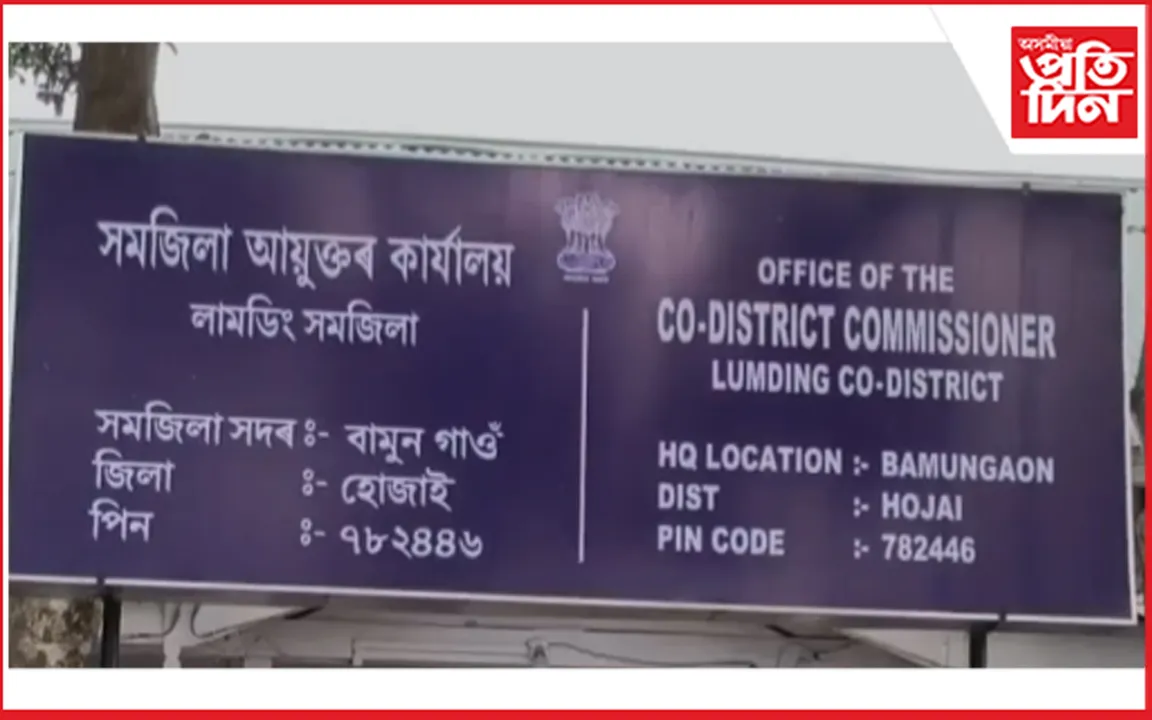 অসমীয়া
প্ৰতি
দিন
সমজিলা আয়ুক্তৰ কাৰ্যালয়
লামডিং সমজিলা
সমজিলা সদৰ ঃ- বামুন গাওঁ
জিলা ঃ- হোজাই
পিন ঃ- ৭৮২৪৪৬
OFFICE OF THE
CO-DISTRICT COMMISSIONER
LUMDING CO-DISTRICT
HQ LOCATION :- BAMUNGAON
DIST :- HOJAI
PIN CODE :- 782446